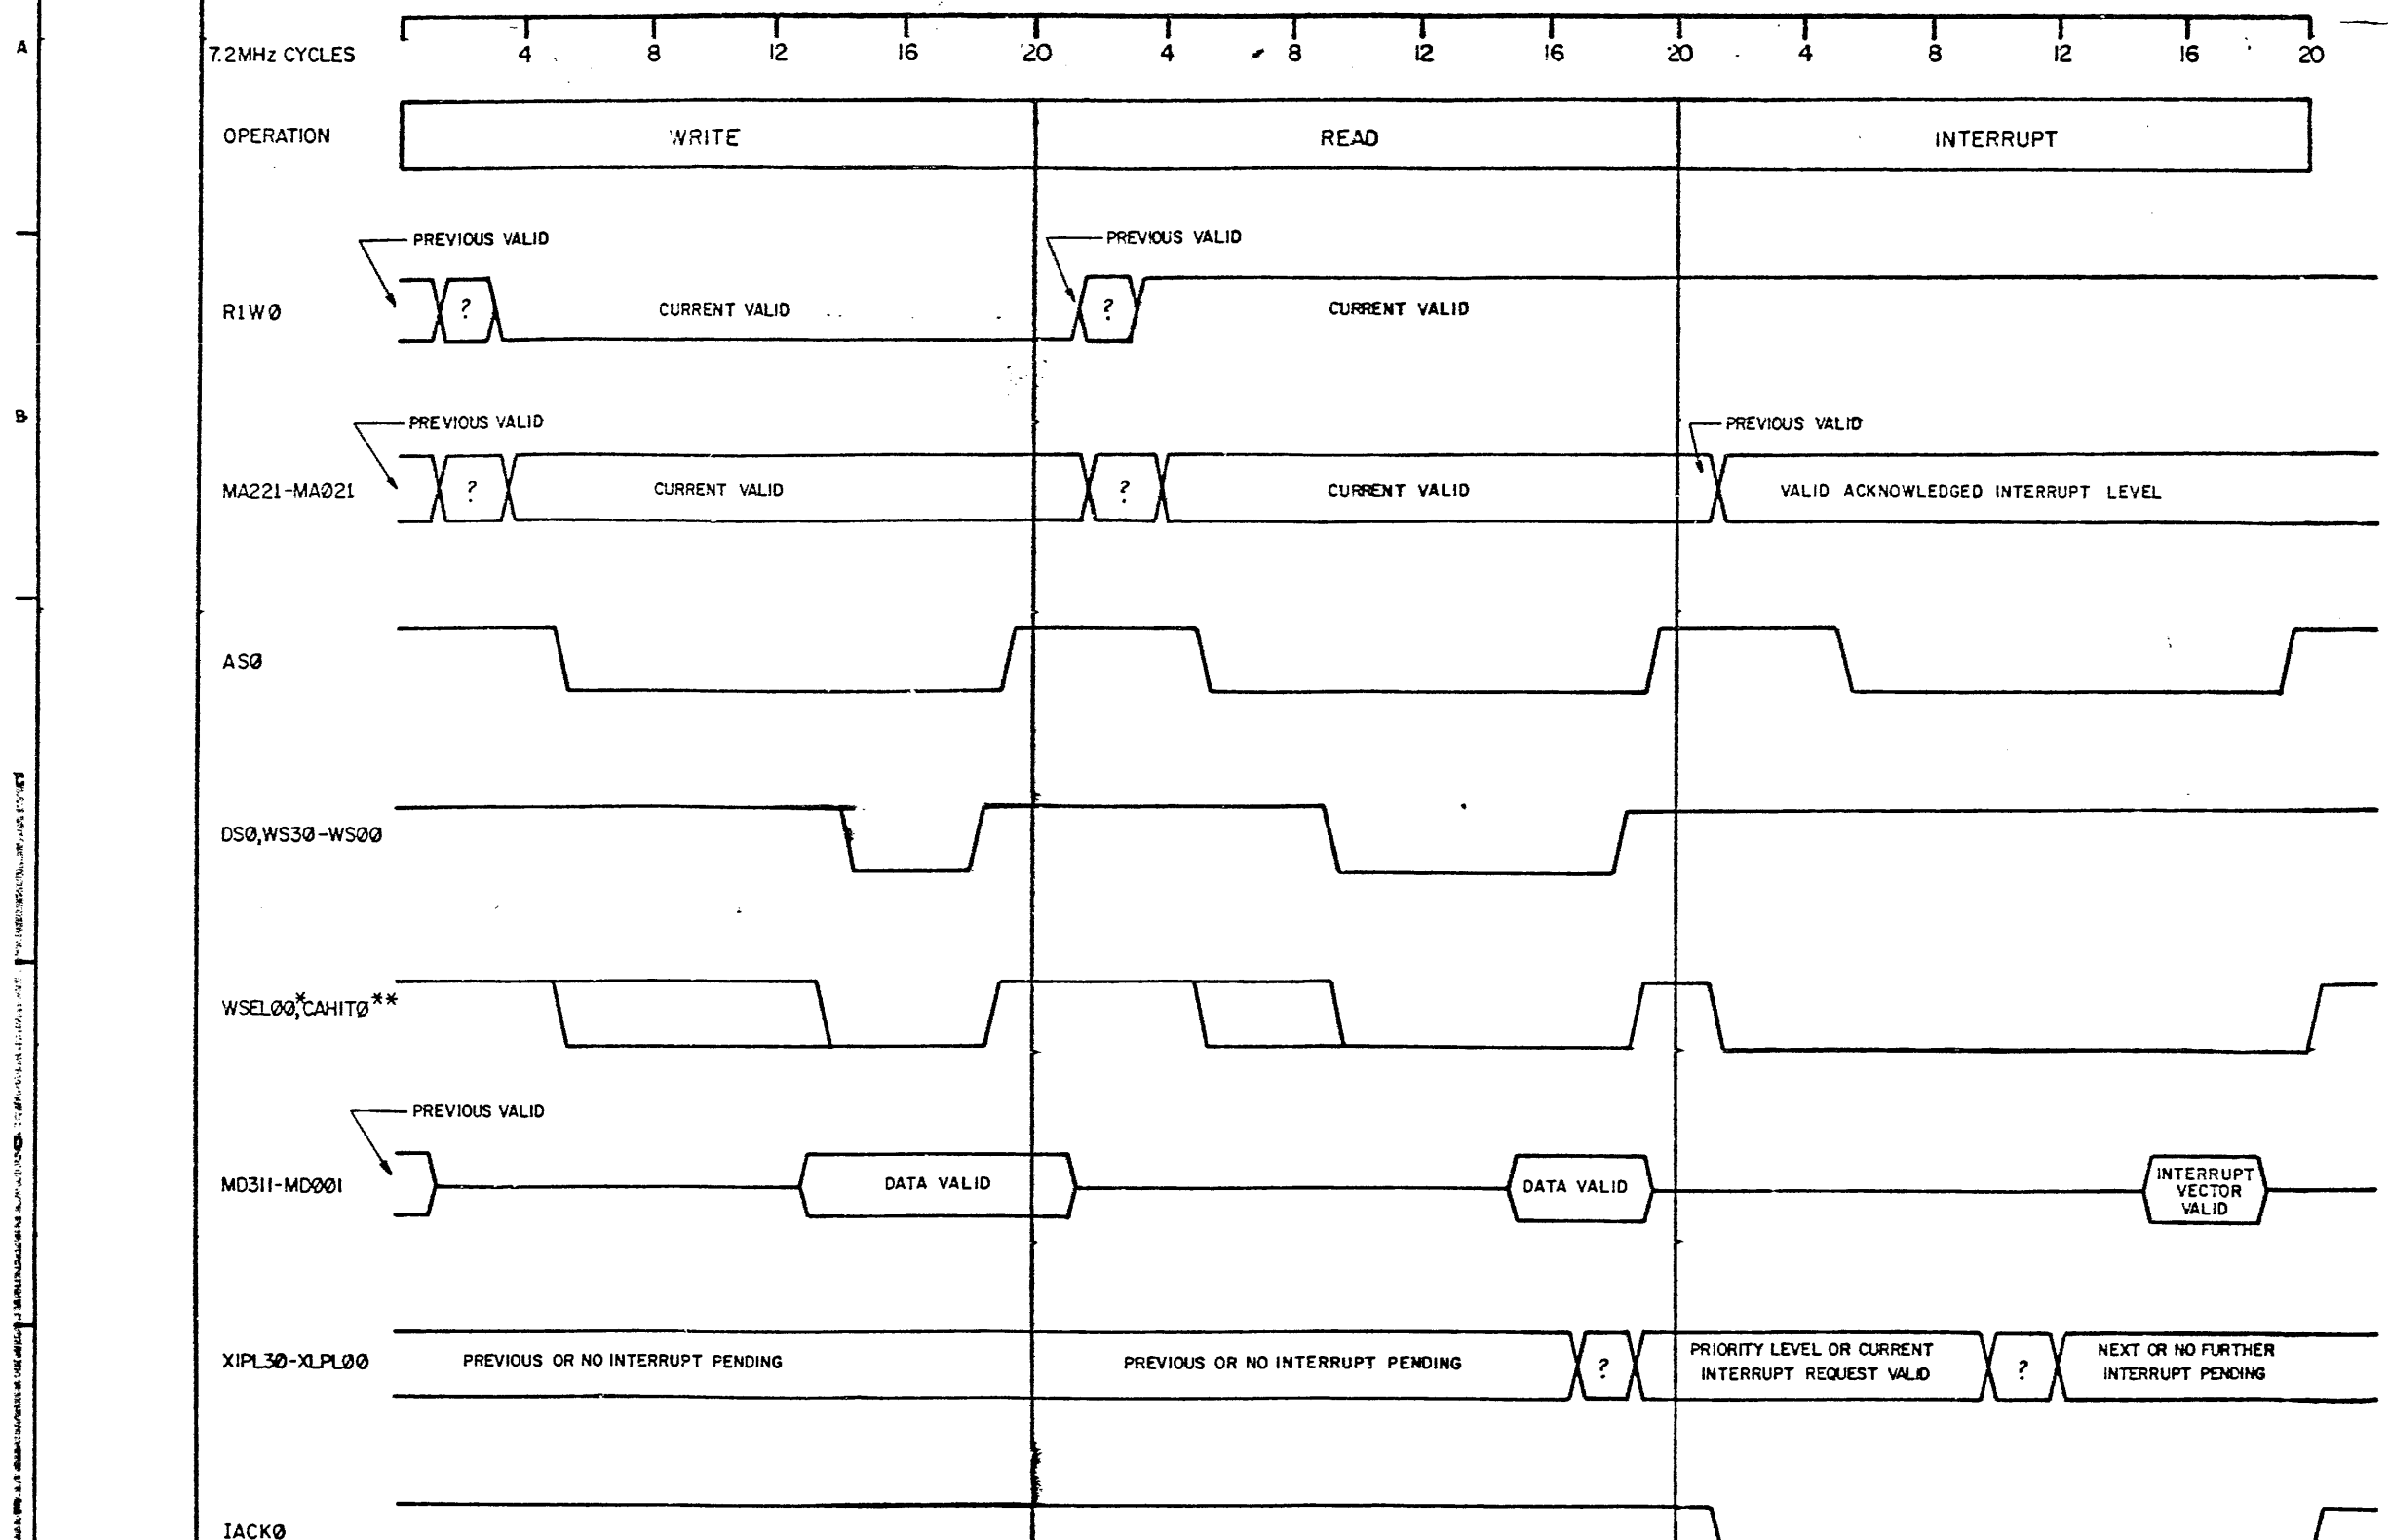 A
7.2MHz CYCLES 4 8 12 16 20 4 8 12 16 20 4 8 12 16 20
OPERATION WRITE READ INTERRUPT
PREVIOUS VALID PREVIOUS VALID
R1WØ ? CURRENT VALID ? CURRENT VALID
B
PREVIOUS VALID PREVIOUS VALID
MA221-MAØ21 ? CURRENT VALID ? CURRENT VALID VALID ACKNOWLEDGED INTERRUPT LEVEL
ASØ
DSØ,WS3Ø-WSØØ
WSELØØ,*CAHITØ**
PREVIOUS VALID
MD311-MDØØ1 DATA VALID DATA VALID INTERRUPT
VECTOR
VALID
XIPL3Ø-XLPLØØ PREVIOUS OR NO INTERRUPT PENDING PREVIOUS OR NO INTERRUPT PENDING ? PRIORITY LEVEL OR CURRENT
INTERRUPT REQUEST VALID
? NEXT OR NO FURTHER
INTERRUPT PENDING
IACKØ